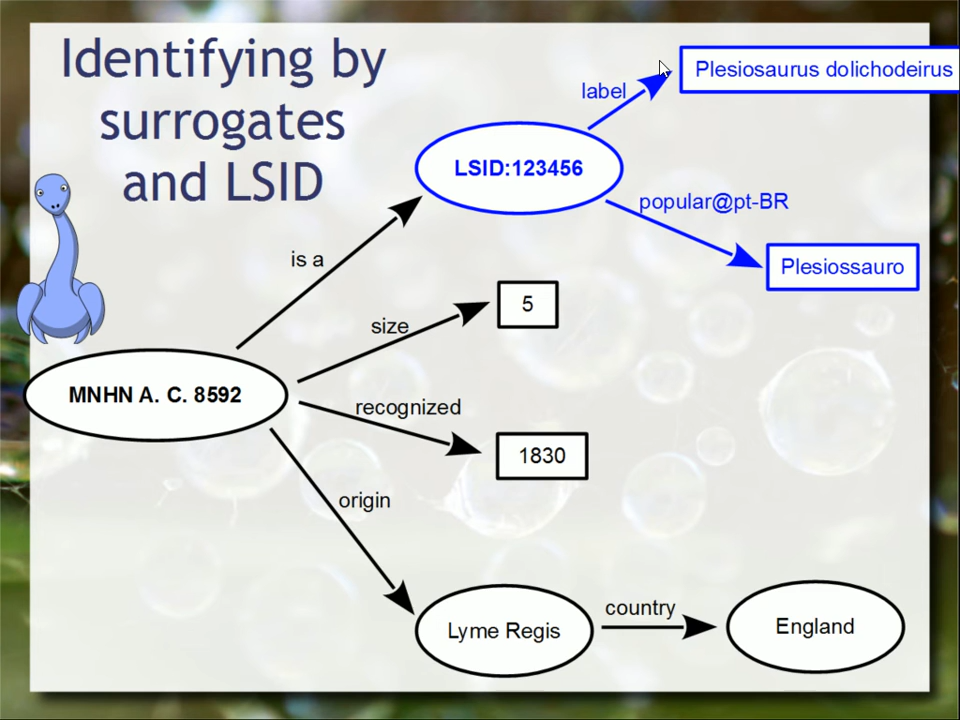 Identifying by
surrogates
and LSID
label
Plesiosaurus dolichodeirus
LSID:123456
popular@pt-BR
Plesiossauro
is a
size
5
MNHN A. C. 8592
recognized
1830
origin
Lyme Regis
country
England